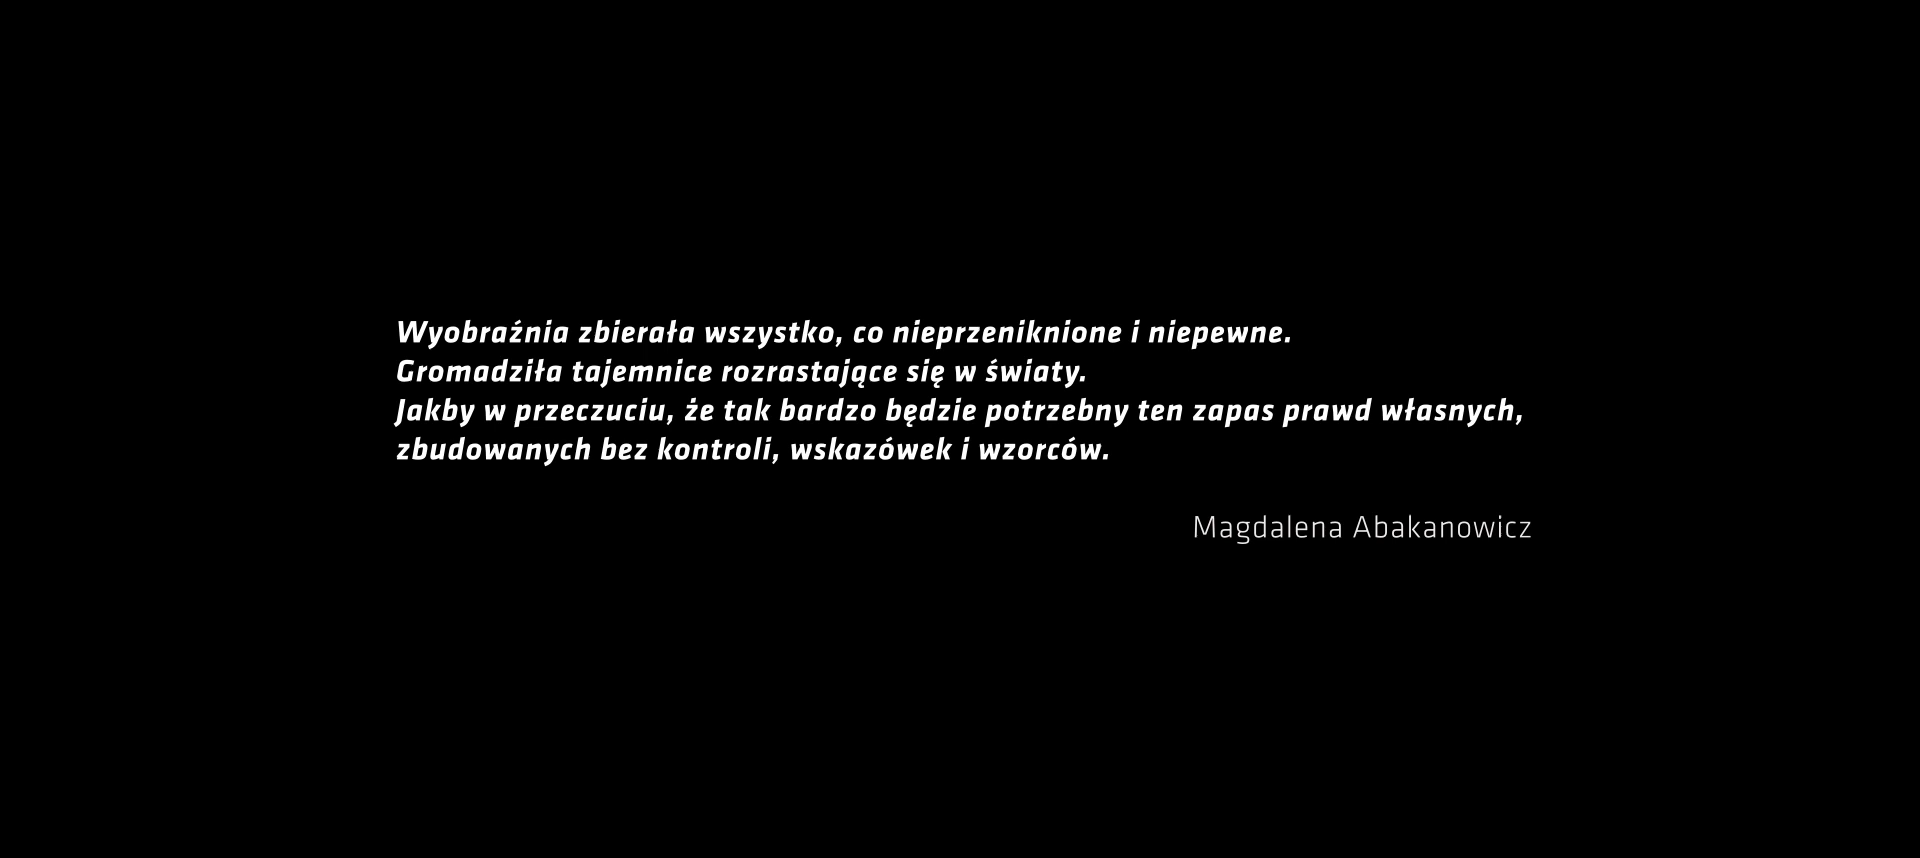 Wyobraźnia zbierała wszystko, co nieprzeniknione i niepewne.
Gromadziła tajemnice rozrastające się w światy.
Jakby w przeczuciu, że tak bardzo będzie potrzebny ten zapas prawd własnych,
zbudowanych bez kontroli, wskazówek i wzorców.
Magdalena Abakanowicz